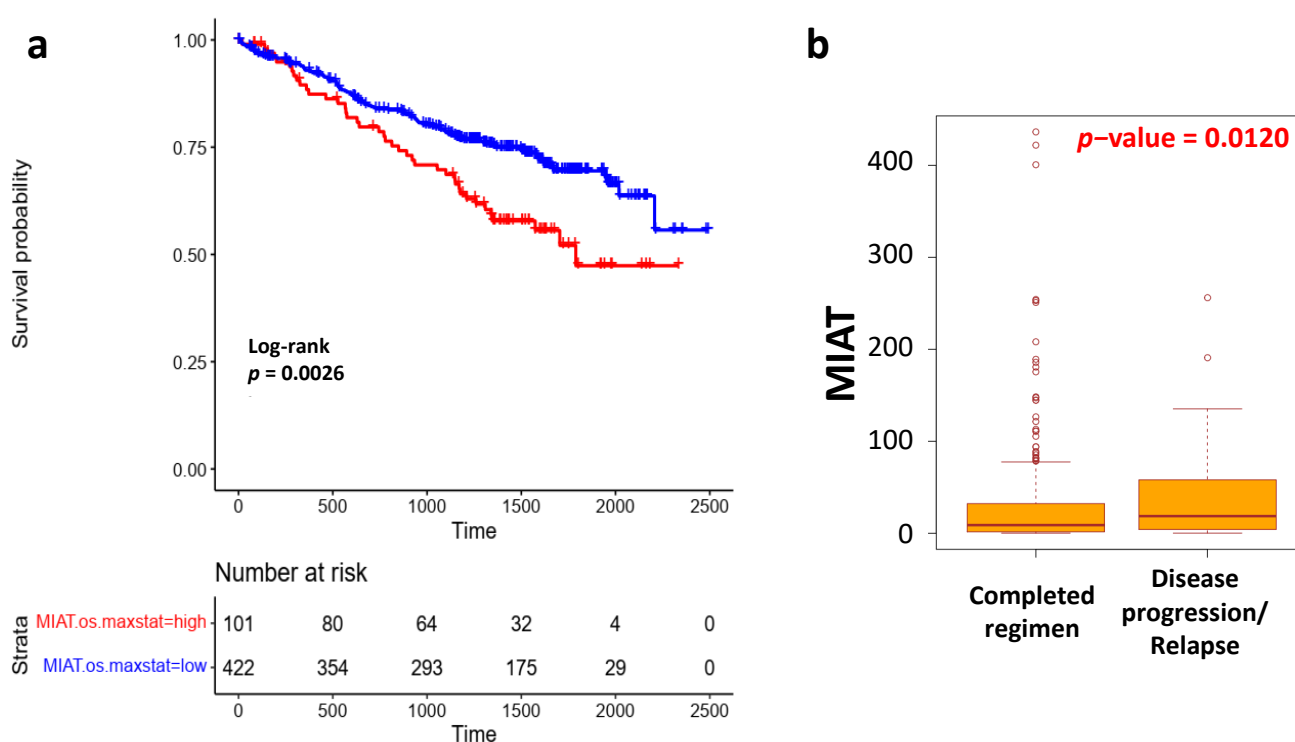 a
Survival probability
1.00
0.75
0.50
0.25
0.00
Log-rank
p = 0.0026
0 500 1000 1500 2000 2500
Time
Number at risk
Strata
MIAT.os.maxstat=high 101 80 64 32 4 0
MIAT.os.maxstat=low 422 354 293 175 29 0
0 500 1000 1500 2000 2500
Time
b
p–value = 0.0120
MIAT
400
300
200
100
0
Completed
regimen
Disease
progression/
Relapse